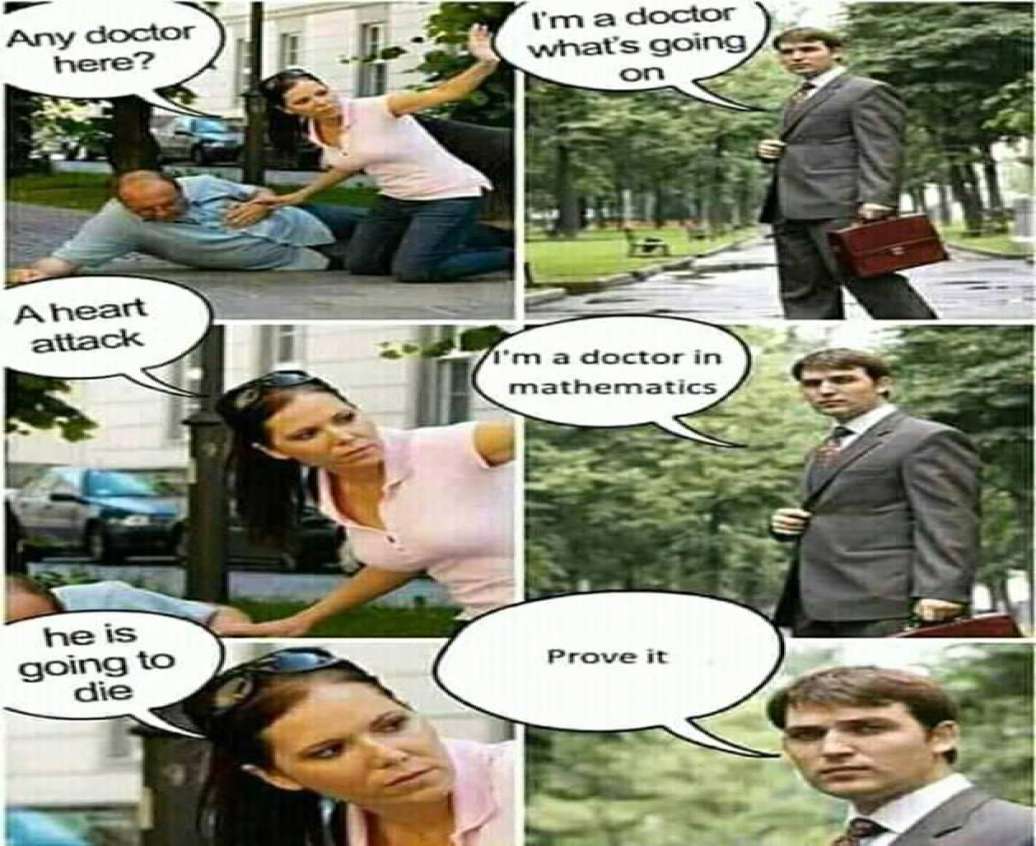 Any doctor
here?
I'm a doctor
what's going
on
A heart
attack
I'm a doctor in
mathematics
he is
going to
die
Prove it